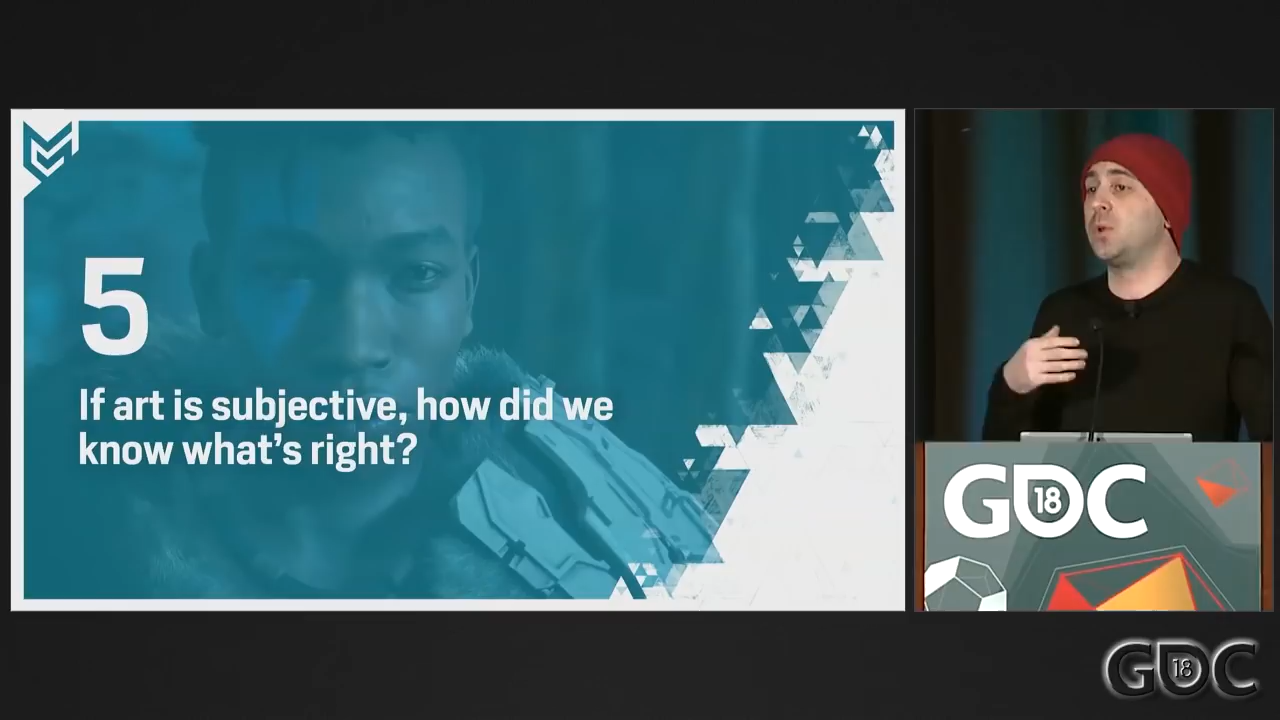 5
If art is subjective, how did we
know what's right?
GDC
18
GDC
18